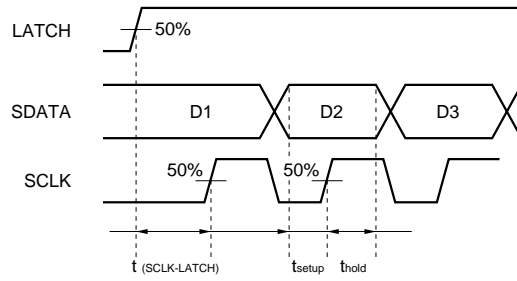 LATCH
50%
SDATA
D1
D2
D3
SCLK
50%
50%
t (SCLK-LATCH)
tsetup
thold